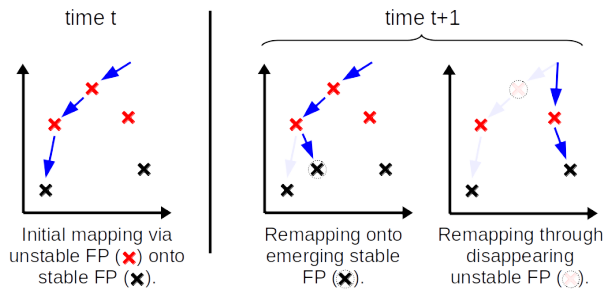 time t
time t+1
Initial mapping via
unstable FP (✖) onto
stable FP (✖).
Remapping onto
emerging stable
FP (✖).
Remapping through
disappearing
unstable FP (✖).